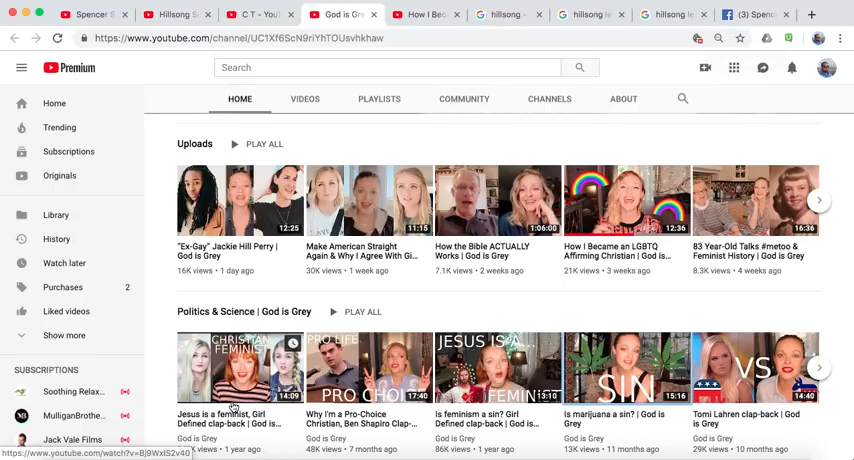 Spencer S
Hillsong S
C T - YouT
God is Gre
How I Bec
hillsong -
hillsong le
hillsong le
(3) Spenc
https://www.youtube.com/channel/UC1Xf6ScN9riYhTOUsvhkhaw
Premium
Search
HOME
VIDEOS
PLAYLISTS
COMMUNITY
CHANNELS
ABOUT
Home
Trending
Subscriptions
Originals
Library
History
Watch later
Purchases 2
Liked videos
Show more
SUBSCRIPTIONS
Soothing Relax...
MulliganBrothe...
Jack Vale Films
Uploads
PLAY ALL
12:25
11:15
1:06:00
12:36
16:36
"Ex-Gay" Jackie Hill Perry |
God is Grey
16K views • 1 day ago
Make American Straight
Again & Why I Agree With Gi...
30K views • 1 week ago
How the Bible ACTUALLY
Works | God is Grey
7.1K views • 2 weeks ago
How I Became an LGBTQ
Affirming Christian | God is...
21K views • 3 weeks ago
83 Year-Old Talks #metoo &
Feminist History | God is Grey
8.3K views • 4 weeks ago
Politics & Science | God is Grey
PLAY ALL
CHRISTIAN
FEMINIST
14:09
PRO LIFE
PRO CHOICE
17:40
JESUS IS A...
13:10
SIN
15:16
VS
14:40
Jesus is a feminist, Girl
Defined clap-back | God is...
God is Grey
K views • 1 year ago
Why I'm a Pro-Choice
Christian, Ben Shapiro Clap-...
God is Grey
48K views • 7 months ago
Is feminism a sin? Girl
Defined clap-back | God is...
God is Grey
86K views • 1 year ago
Is marijuana a sin? | God is
Grey
God is Grey
13K views • 11 months ago
Tomi Lahren clap-back | God is
Grey
God is Grey
29K views • 10 months ago
https://www.youtube.com/watch?v=Bj9WxIS2v40